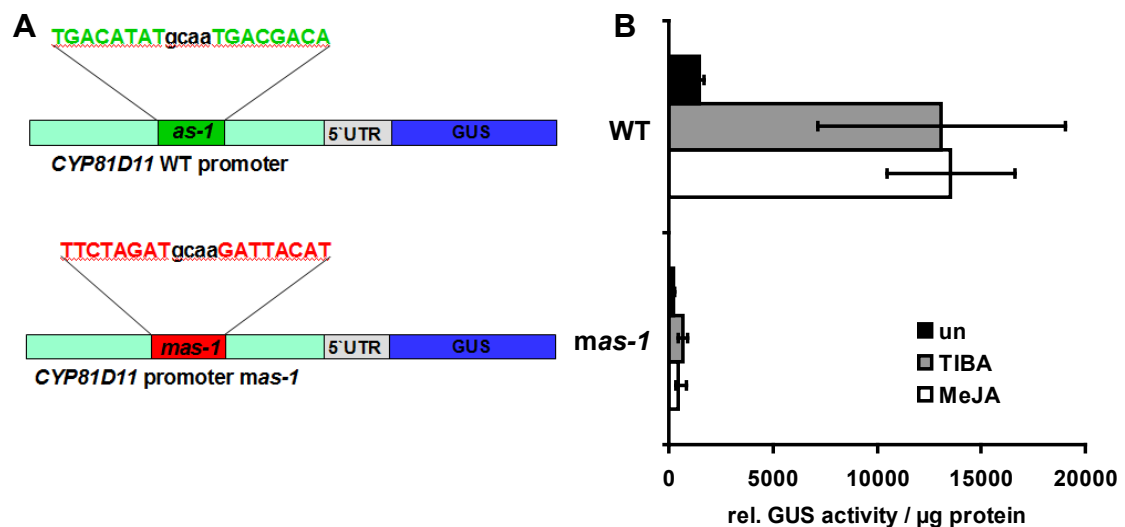 A
TGACATATgcaaTGACGACA
as-1
5`UTR
GUS
CYP81D11 WT promoter
TTCTAGATgcaaGATTACAT
mas-1
5`UTR
GUS
CYP81D11 promoter mas-1
B
WT
mas-1
un
TIBA
MeJA
0 5000 10000 15000 20000
rel. GUS activity / µg protein